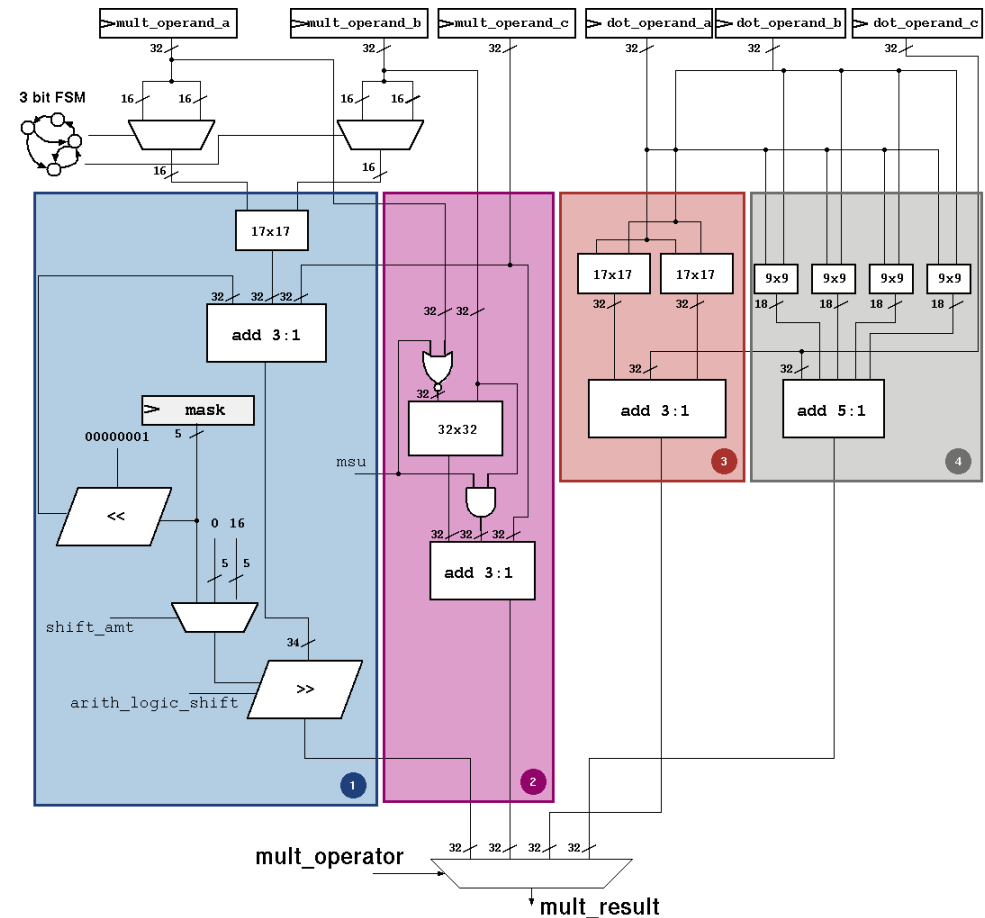 mult_operand_a mult_operand_b mult_operand_c dot_operand_a dot_operand_b dot_operand_c
32 32 32 32 32 32
3 bit FSM
16 16 16 16
16 16
17x17
17x17 17x17
9x9 9x9 9x9 9x9
32 32 32
32 32
32 32
18 18 18 18
add 3:1
32 32
32
add 3:1
add 5:1
mask
5
00000001
32x32
msu
3
4
<<
0 16
5 5
32 32 32
add 3:1
shift_amt
34
>>
arith_logic_shift
1
2
32 32 32 32
mult_operator
mult_result